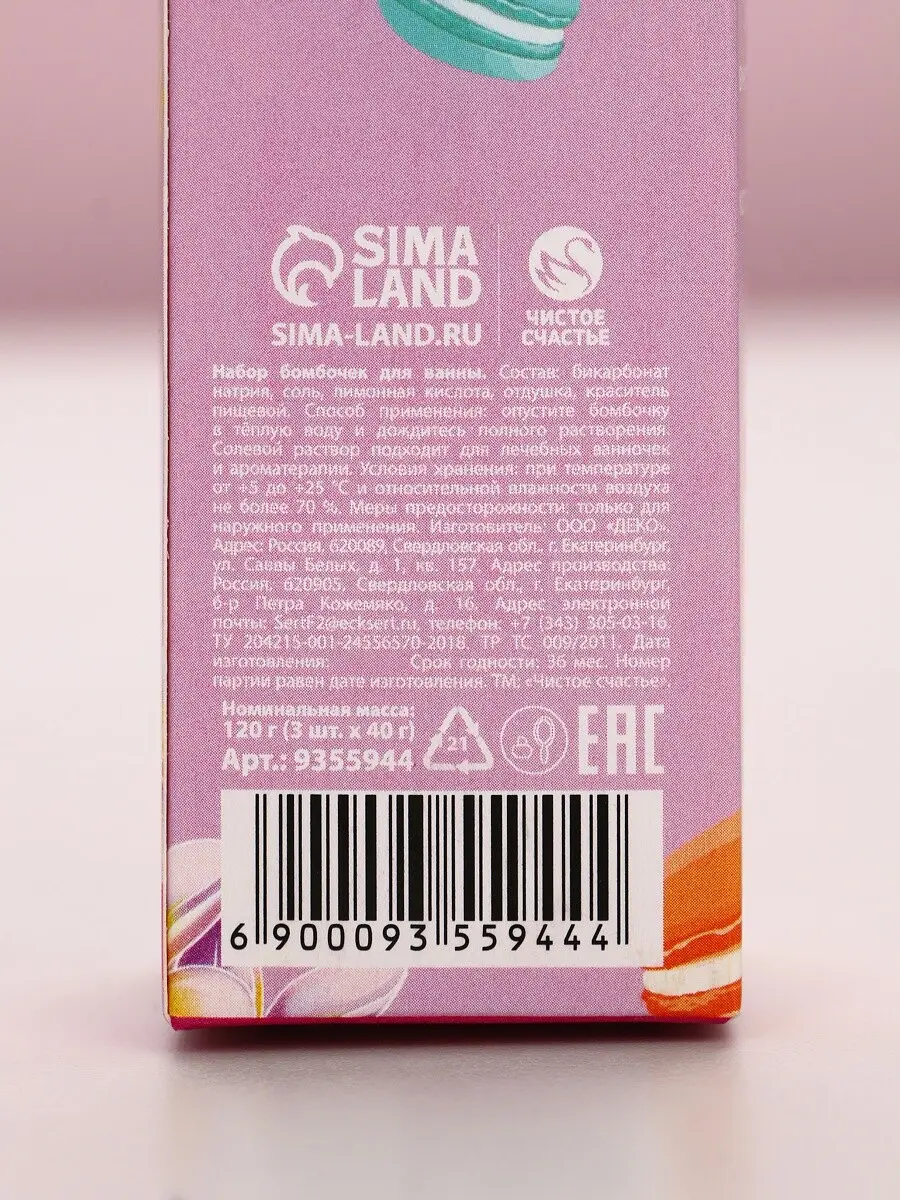 SIMA
LAND
SIMA-LAND.RU
ЧИСТОЕ
СЧАСТЬЕ
Набор бомбочек для ванны. Состав: бикарбонат
натрия, соль, лимонная кислота, отдушка, краситель
пищевой. Способ применения: опустите бомбочку
в тёплую воду и дождитесь полного растворения.
Солевой раствор подходит для лечебных ванночек
и ароматерапии. Условия хранения: при температуре
от +5 до +25 °С и относительной влажности воздуха
не более 70 %. Меры предосторожности: только для
наружного применения. Изготовитель: ООО «ДЕКО».
Адрес: Россия, 620089, Свердловская обл., г. Екатеринбург,
ул. Саввы Белых, д. 1, кв. 157. Адрес производства:
Россия, 620905, Свердловская обл., г. Екатеринбург,
б-р Петра Кожемяко, д. 16. Адрес электронной
почты: SertF2@ecksert.ru, телефон: +7 (343) 305-03-16.
ТУ 204215-001-24556570-2018. ТР ТС 009/2011. Дата
изготовления: Срок годности: 36 мес. Номер
партии равен дате изготовления. ТМ: «Чистое счастье».
Номинальная масса:
120 г (3 шт. х 40 г)
Арт.: 9355944
21
EAC
6 900093 559444